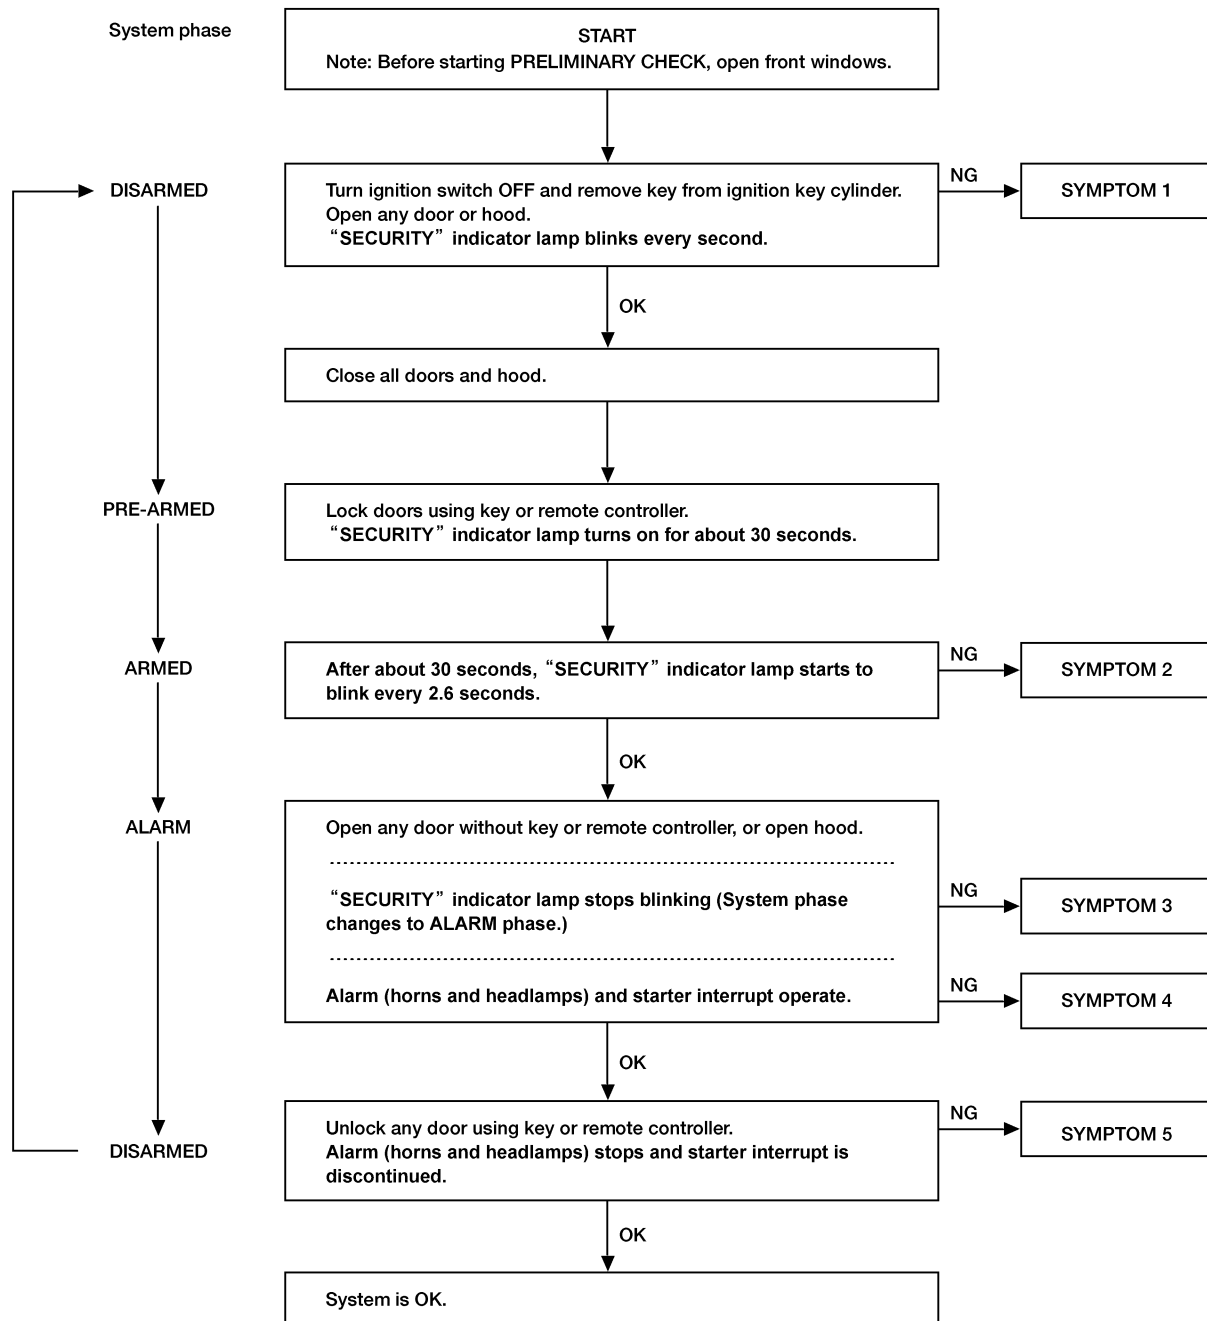 System phase
START
Note: Before starting PRELIMINARY CHECK, open front windows.
DISARMED
Turn ignition switch OFF and remove key from ignition key cylinder.
Open any door or hood.
“SECURITY” indicator lamp blinks every second.
NG
SYMPTOM 1
OK
Close all doors and hood.
PRE-ARMED
Lock doors using key or remote controller.
“SECURITY” indicator lamp turns on for about 30 seconds.
ARMED
After about 30 seconds, “SECURITY” indicator lamp starts to
blink every 2.6 seconds.
NG
SYMPTOM 2
OK
ALARM
Open any door without key or remote controller, or open hood.
“SECURITY” indicator lamp stops blinking (System phase
changes to ALARM phase.)
NG
SYMPTOM 3
Alarm (horns and headlamps) and starter interrupt operate.
NG
SYMPTOM 4
OK
DISARMED
Unlock any door using key or remote controller.
Alarm (horns and headlamps) stops and starter interrupt is
discontinued.
NG
SYMPTOM 5
OK
System is OK.